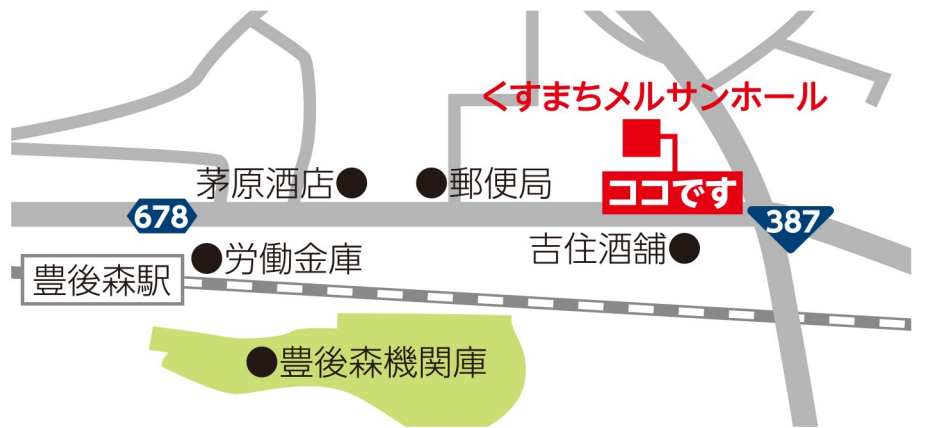 くすまちメルサンホール
ココです
茅原酒店
郵便局
678
387
労働金庫
吉住酒舗
豊後森駅
豊後森機関庫